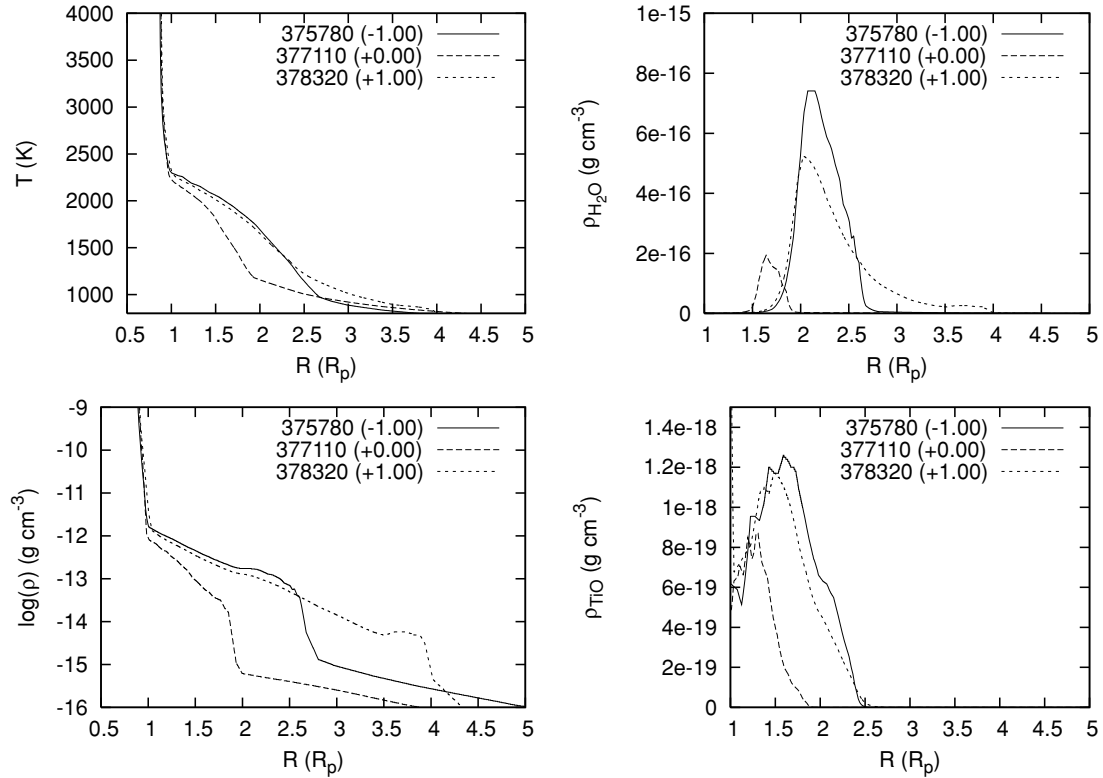 4000
3500
3000
2500
2000
1500
1000
T (K)
0.5 1 1.5 2 2.5 3 3.5 4 4.5 5
R (Rp)
375780 (-1.00)
377110 (+0.00)
378320 (+1.00)
1e-15
8e-16
6e-16
4e-16
2e-16
0
ρH2O (g cm-3)
1 1.5 2 2.5 3 3.5 4 4.5 5
R (Rp)
375780 (-1.00)
377110 (+0.00)
378320 (+1.00)
-9
-10
-11
-12
-13
-14
-15
-16
log(ρ) (g cm-3)
0.5 1 1.5 2 2.5 3 3.5 4 4.5 5
R (Rp)
375780 (-1.00)
377110 (+0.00)
378320 (+1.00)
1.4e-18
1.2e-18
1e-18
8e-19
6e-19
4e-19
2e-19
0
ρTiO (g cm-3)
1 1.5 2 2.5 3 3.5 4 4.5 5
R (Rp)
375780 (-1.00)
377110 (+0.00)
378320 (+1.00)